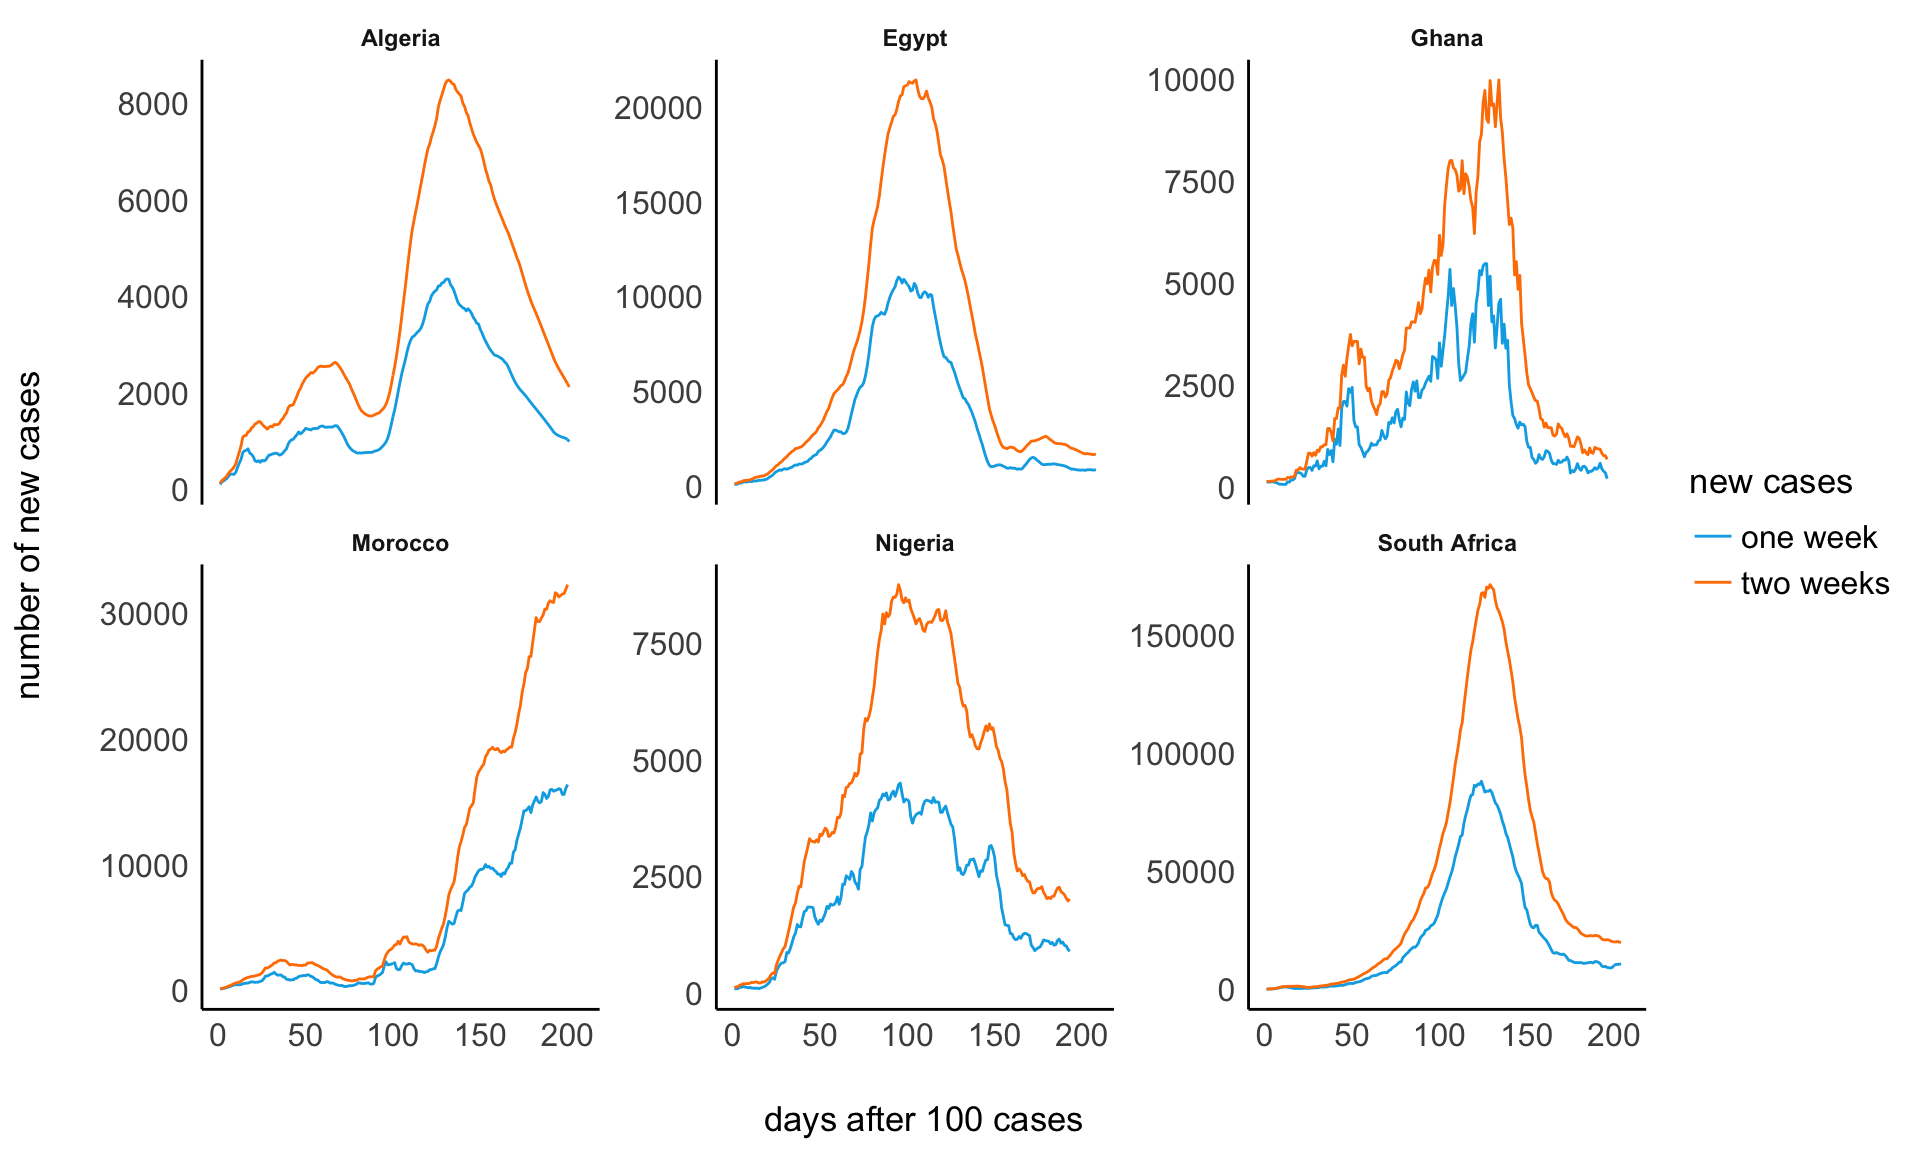 Algeria
Egypt
Ghana
8000
6000
4000
2000
0
20000
15000
10000
5000
0
10000
7500
5000
2500
0
Morocco
Nigeria
South Africa
30000
20000
10000
0
7500
5000
2500
0
150000
100000
50000
0
0 50 100 150 200
0 50 100 150 200
0 50 100 150 200
days after 100 cases
number of new cases
new cases
one week
two weeks